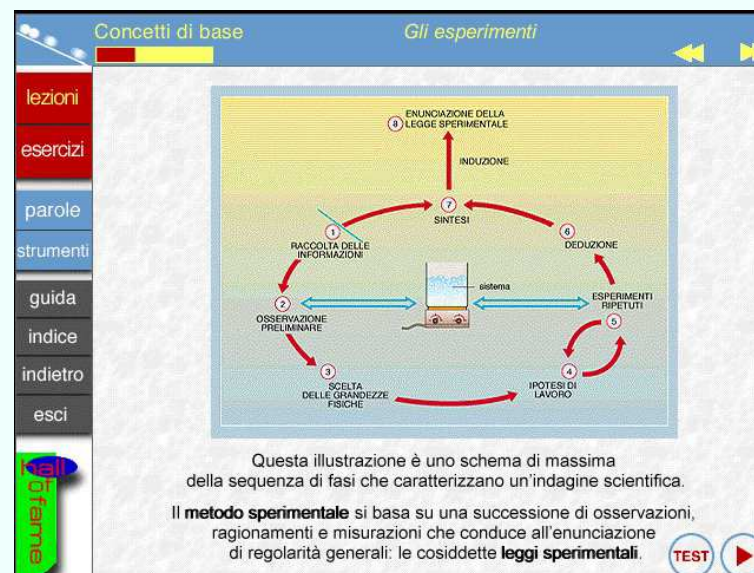 Concetti di base
Gli esperimenti
lezioni
esercizi
parole
strumenti
guida
indice
indietro
esci
hall
of
farme
8 ENUNCIAZIONE DELLA
LEGGE SPERIMENTALE
INDUZIONE
7
SINTESI
1
RACCOLTA DELLE
INFORMAZIONI
6
DEDUZIONE
2
OSSERVAZIONE
PRELIMINARE
sistema
ESPERIMENTI
RIPETUTI
5
3
SCELTA
DELLE GRANDEZZE
FISICHE
4
IPOTESI DI
LAVORO
Questa illustrazione è uno schema di massima
della sequenza di fasi che caratterizzano un'indagine scientifica.
Il metodo sperimentale si basa su una successione di osservazioni,
ragionamenti e misurazioni che conduce all'enunciazione
di regolarità generali: le cosiddette leggi sperimentali.
TEST